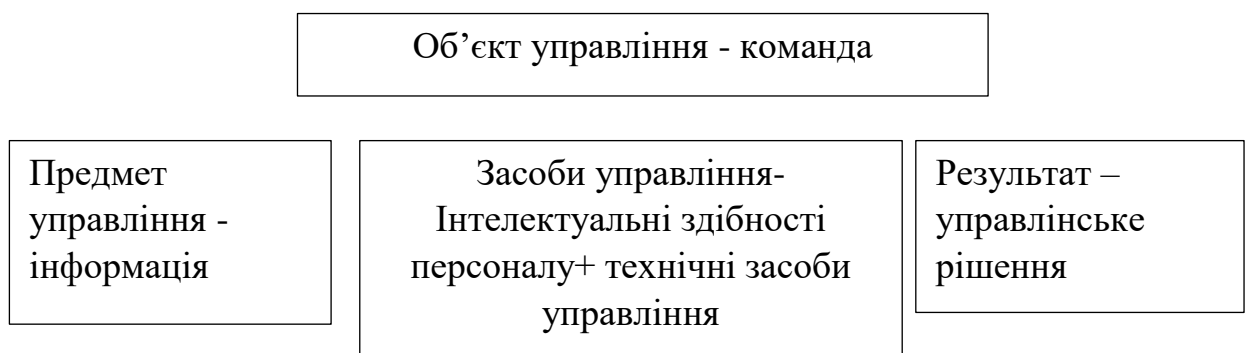 Об’єкт управління - команда
Предмет
управління -
інформація
Засоби управління-
Інтелектуальні здібності
персоналу+ технічні засоби
управління
Результат –
управлінське
рішення